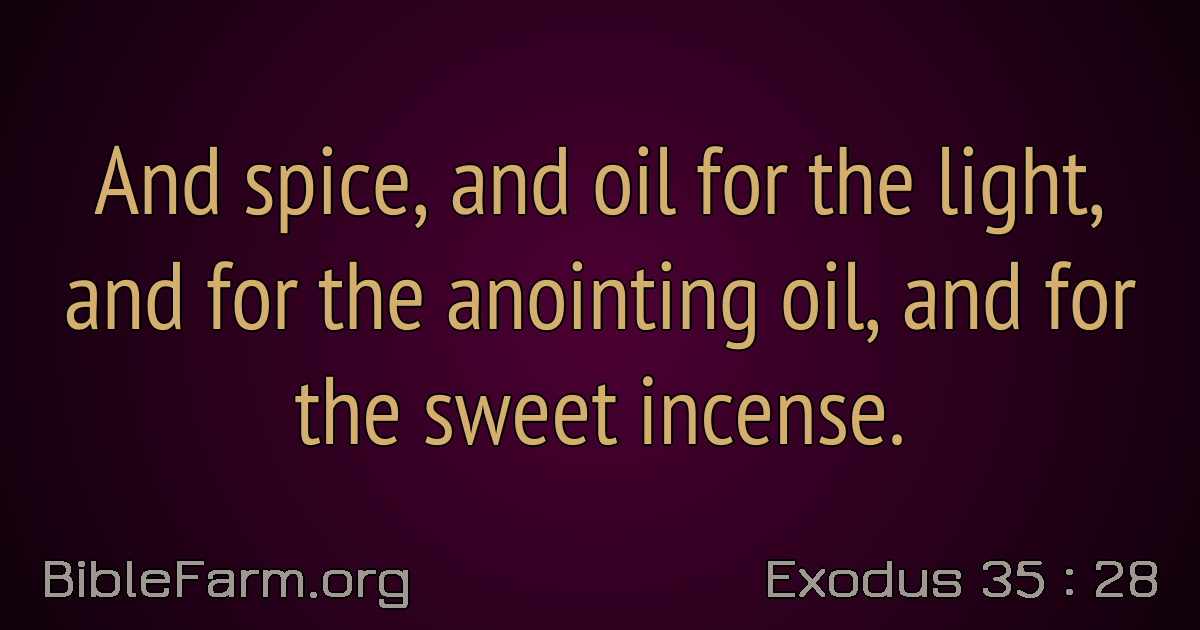 And spice, and oil for the light,
and for the anointing oil, and for
the sweet incense.
BibleFarm.org
Exodus 35 : 28